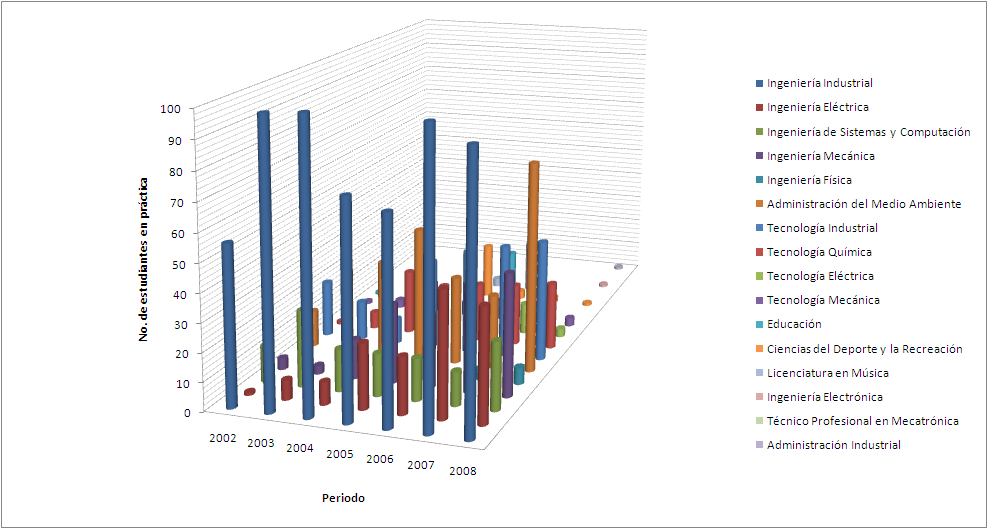 100
90
80
70
60
50
40
30
20
10
0
No. de estudiantes en práctica
2002
2003
2004
2005
2006
2007
2008
Periodo
Ingeniería Industrial
Ingeniería Eléctrica
Ingeniería de Sistemas y Computación
Ingeniería Mecánica
Ingeniería Física
Administración del Medio Ambiente
Tecnología Industrial
Tecnología Química
Tecnología Eléctrica
Tecnología Mecánica
Educación
Ciencias del Deporte y la Recreación
Licenciatura en Música
Ingeniería Electrónica
Técnico Profesional en Mecatrónica
Administración Industrial